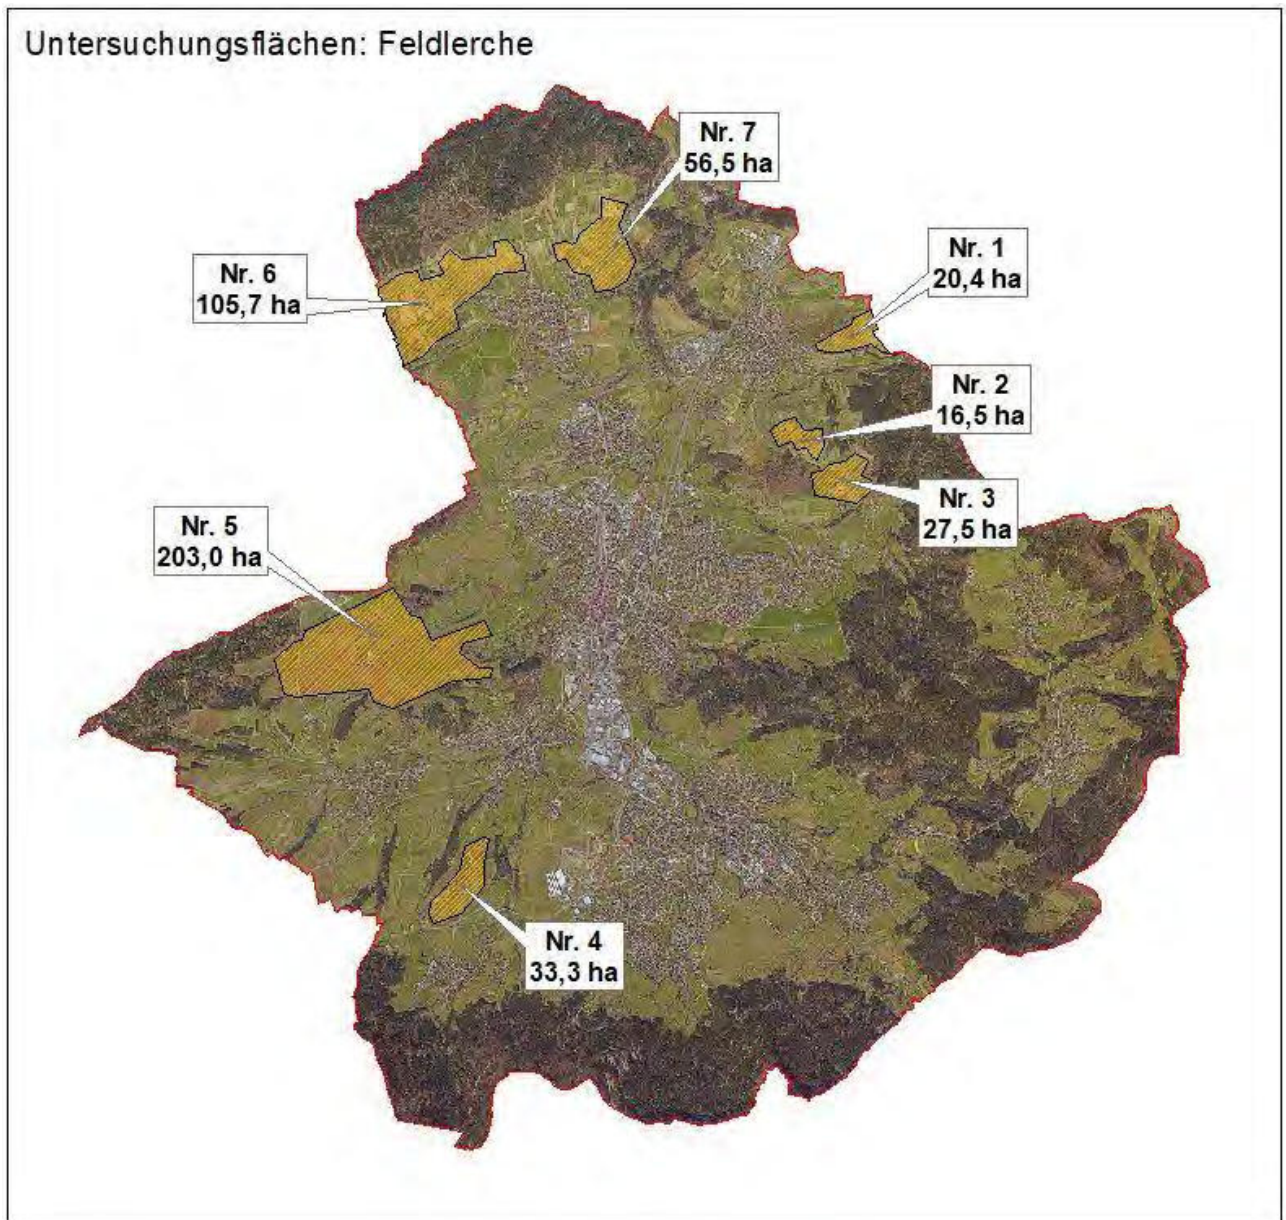 Untersuchungsflächen: Feldlerche
Nr. 7
56,5 ha
Nr. 1
20,4 ha
Nr. 6
105,7 ha
Nr. 2
16,5 ha
Nr. 3
27,5 ha
Nr. 5
203,0 ha
Nr. 4
33,3 ha